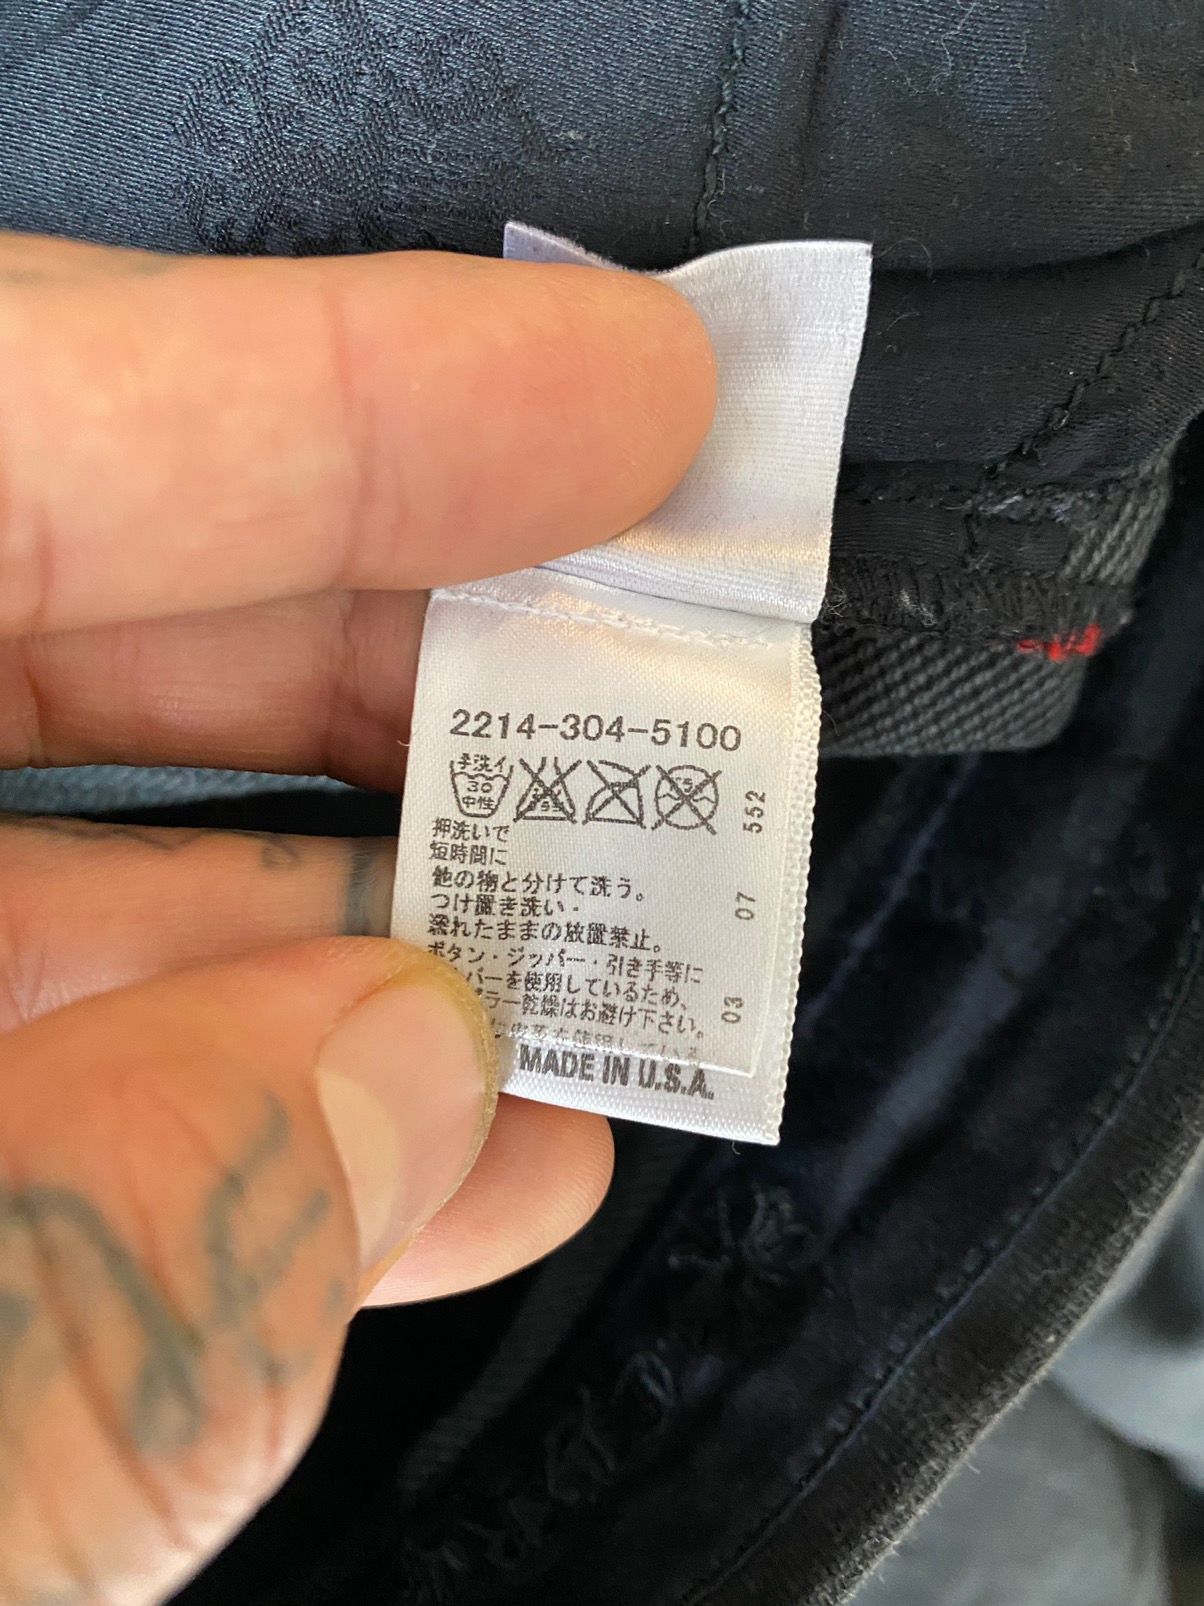 2214-304-5100
手洗イ
30
中性
押洗いで
短時間に
他の物と分けて洗う。
つけ置き洗い・
濡れたままの放置禁止。
ボタン・ジッパー・引き手等に
パーを使用しているため、
ラー乾燥はお避け下さい。
MADE IN U.S.A.
03 07 552